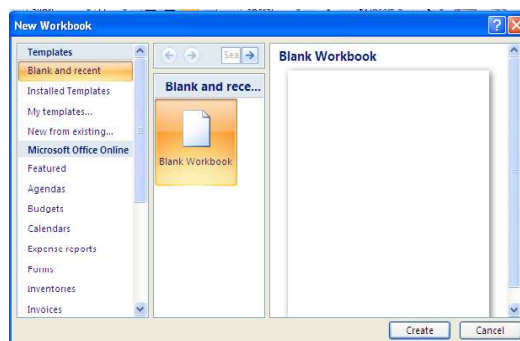 New Workbook
Templates
Blank and recent
Installed Templates
My templates...
New from existing...
Microsoft Office Online
Featured
Agendas
Budgets
Calendars
Expense reports
Forms
Inventories
Invoices
Sea
Blank and rece...
Blank Workbook
Blank Workbook
Create
Cancel